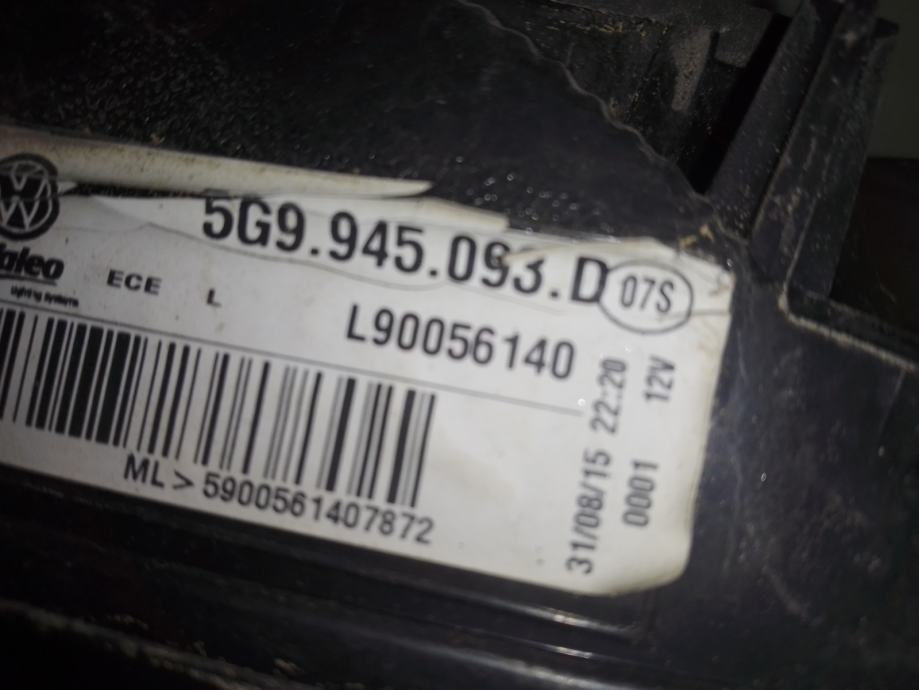 5G9.945.093.D 07S
Valeo ECE L
Lighting Systems
L90056140
ML>5900561407872
31/08/15 22:20
0001 12V